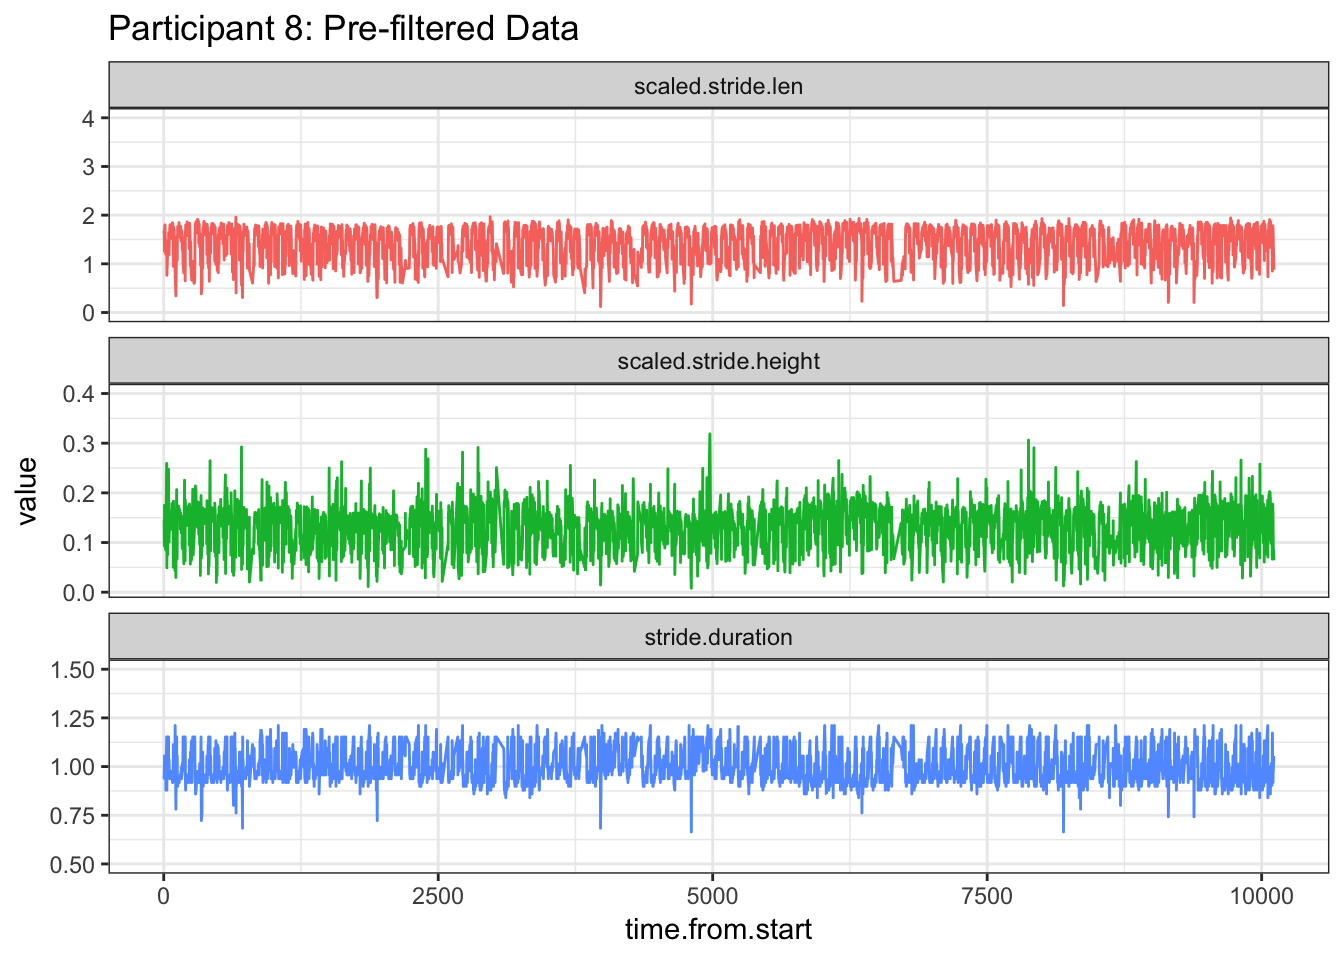 Participant 8: Pre-filtered Data
scaled.stride.len
4
3
2
1
0
scaled.stride.height
0.4
0.3
0.2
0.1
0.0
value
stride.duration
1.50
1.25
1.00
0.75
0.50
0 2500 5000 7500 10000
time.from.start